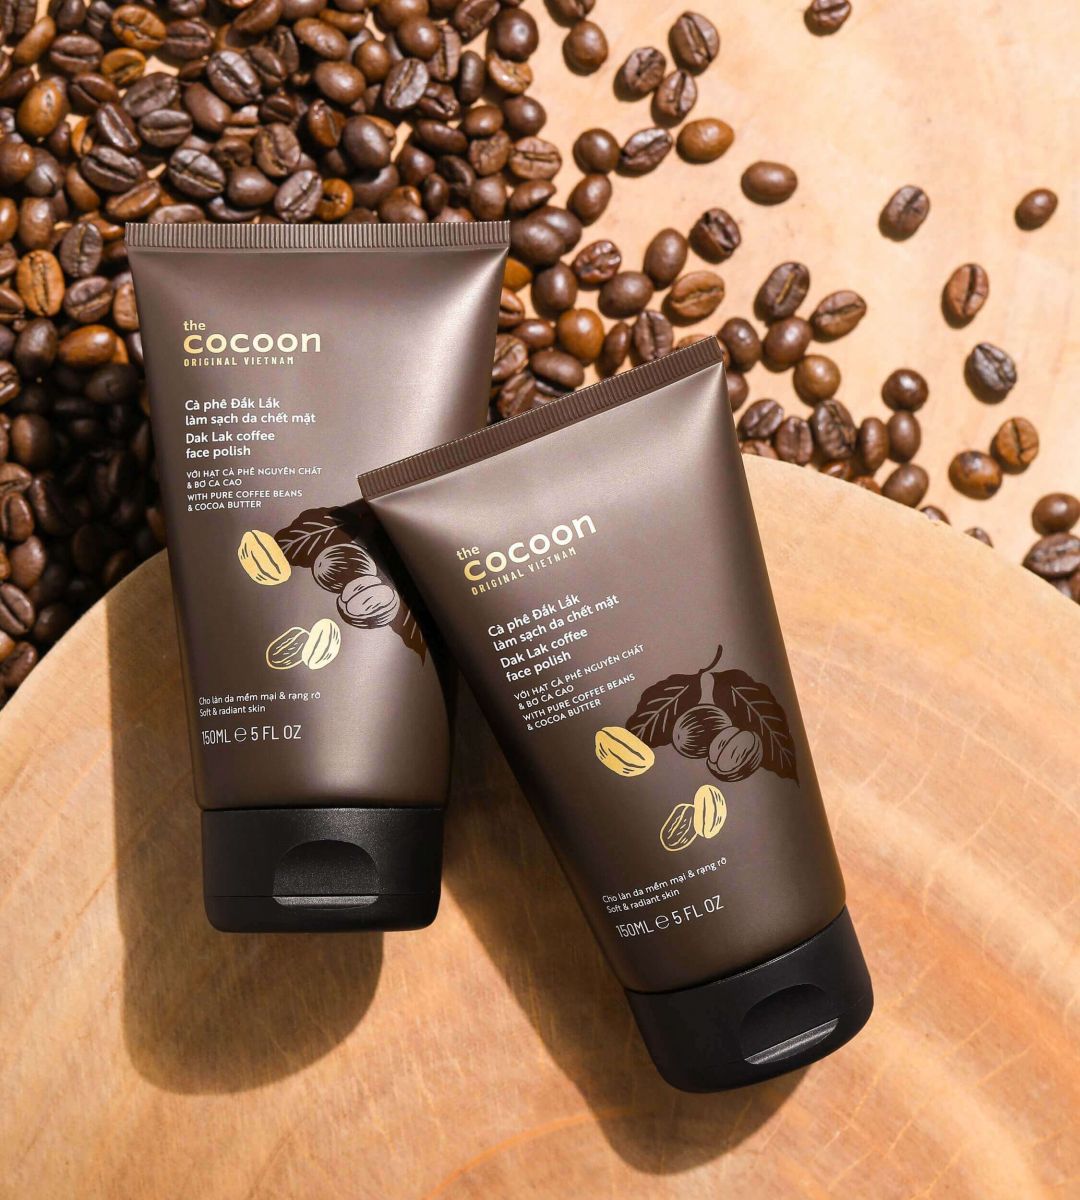 the
cocoon
ORIGINAL VIETNAM
Cà phê Đắk Lắk
làm sạch da chết mặt
Dak Lak coffee
face polish
VỚI HẠT CÀ PHÊ NGUYÊN CHẤT
& BƠ CA CAO
WITH PURE COFFEE BEANS
& COCOA BUTTER
Cho làn da mềm mại & rạng rỡ
Soft & radiant skin
150ML ℮ 5 FL OZ
the
cocoon
ORIGINAL VIETNAM
Cà phê Đắk Lắk
làm sạch da chết mặt
Dak Lak coffee
face polish
VỚI HẠT CÀ PHÊ NGUYÊN CHẤT
& BƠ CA CAO
WITH PURE COFFEE BEANS
& COCOA BUTTER
Cho làn da mềm mại & rạng rỡ
Soft & radiant skin
150ML ℮ 5 FL OZ